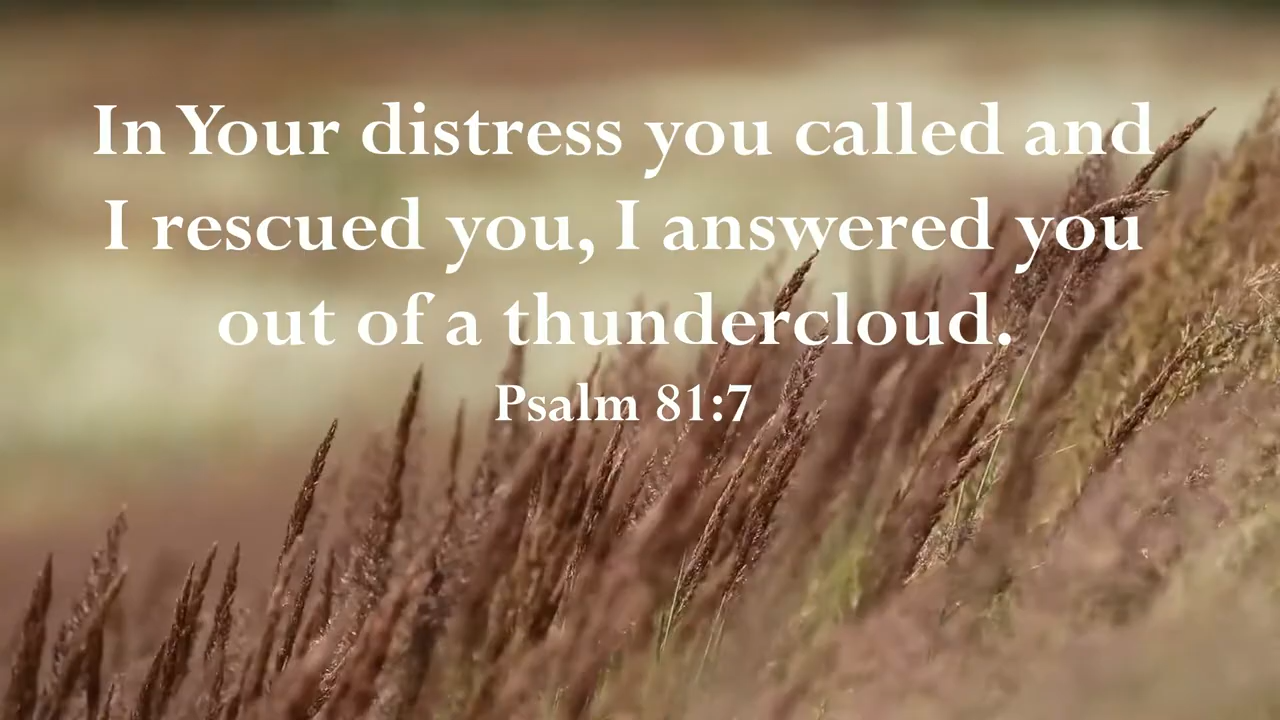 In Your distress you called and
I rescued you, I answered you
out of a thundercloud.
Psalm 81:7